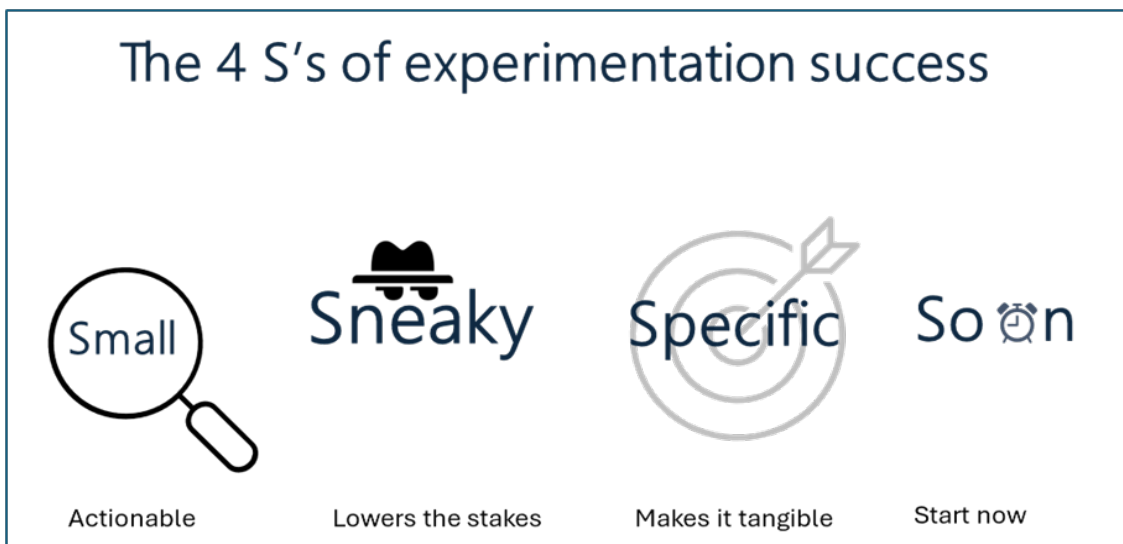 The 4 S's of experimentation success
Small
Sneaky
Specific
Soon
Actionable
Lowers the stakes
Makes it tangible
Start now